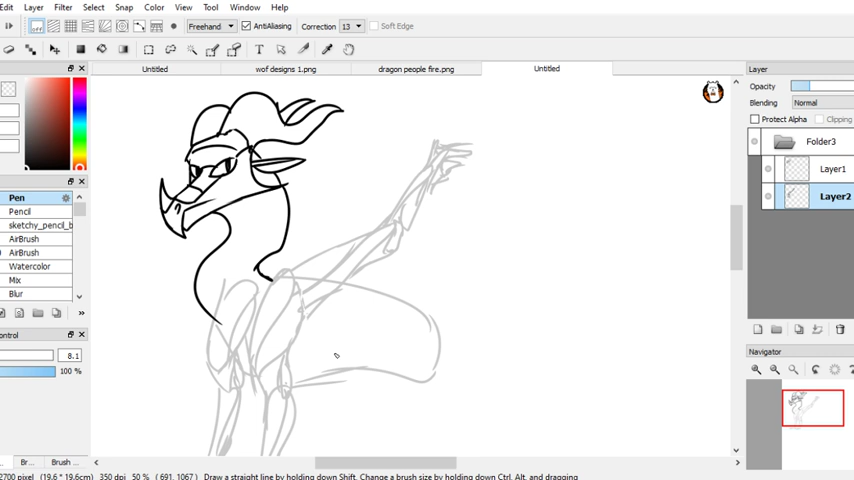 Edit Layer Filter Select Snap Color View Tool Window Help
off Freehand AntiAliasing Correction 13 Soft Edge
T
Untitled wof designs 1.png dragon people fire.png Untitled
Layer
Opacity
Blending Normal
Protect Alpha Clipping
Folder3
Layer1
Layer2
Pen
Pencil
sketchy_pencil_b
AirBrush
AirBrush
Watercolor
Mix
Blur
8.1
100 %
Navigator
Br... Brush ...
2700 pixel (19.6 * 19.6cm) 350 dpi 50 % ( 691, 1067 ) Draw a straight line by holding down Shift. Change a brush size by holding down Ctrl, Alt, and dragging